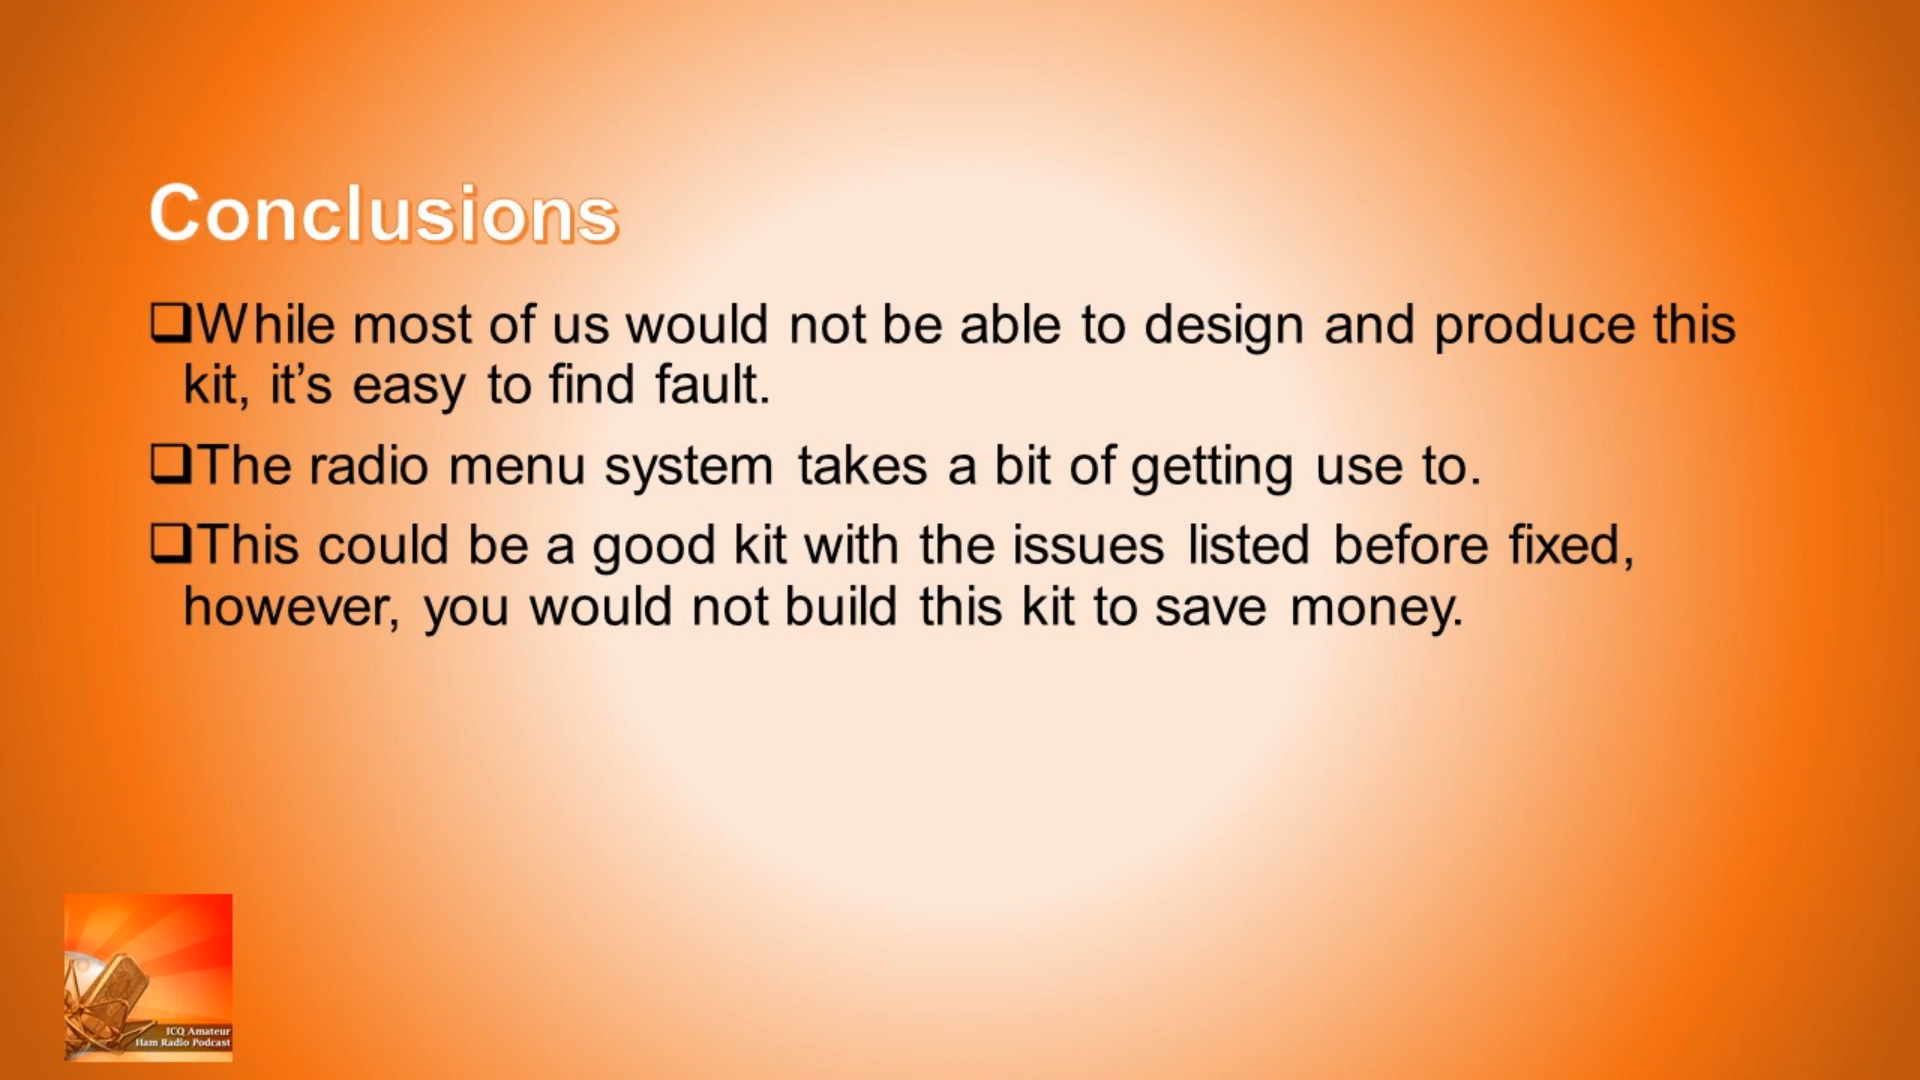 Conclusions
❑While most of us would not be able to design and produce this
kit, it’s easy to find fault.
❑The radio menu system takes a bit of getting use to.
❑This could be a good kit with the issues listed before fixed,
however, you would not build this kit to save money.
ICQ Amateur
Ham Radio Podcast